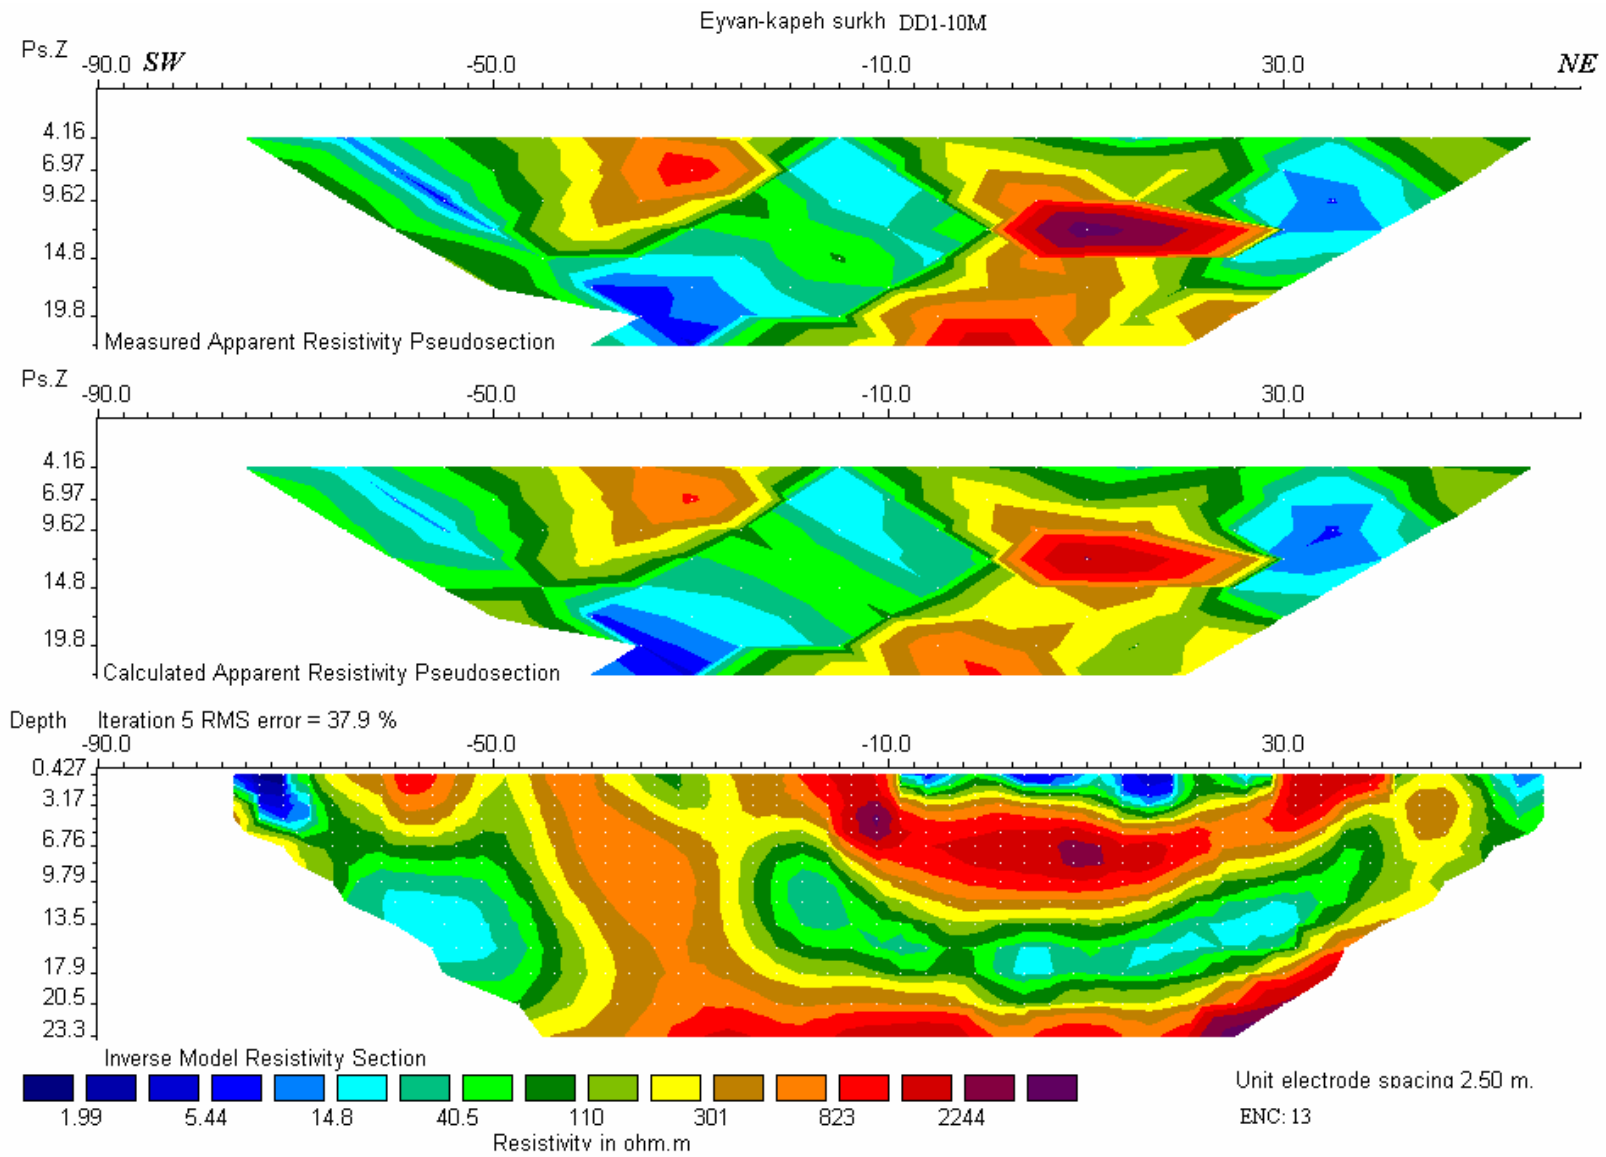 Eyvan-kapeh surkh DD1-10M
Ps.Z
-90.0 SW -50.0 -10.0 30.0 NE
4.16
6.97
9.62
14.8
19.8
Measured Apparent Resistivity Pseudosection
Ps.Z
-90.0 -50.0 -10.0 30.0
4.16
6.97
9.62
14.8
19.8
Calculated Apparent Resistivity Pseudosection
Depth Iteration 5 RMS error = 37.9 %
-90.0 -50.0 -10.0 30.0
0.427
3.17
6.76
9.79
13.5
17.9
20.5
23.3
Inverse Model Resistivity Section
1.99 5.44 14.8 40.5 110 301 823 2244
Resistivity in ohm.m
Unit electrode spacing 2.50 m.
ENC: 13